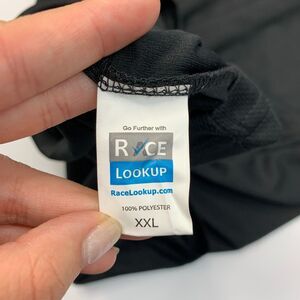 Go Further with
RACE
LOOKUP
RaceLookup.com
100% POLYESTER
XXL